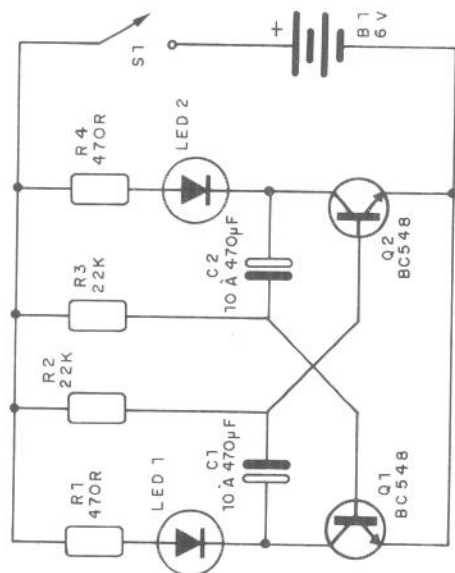 R1
470R
LED 1
R2
22K
R3
22K
R4
470R
LED 2
S1
+
B1
6V
C1
10 À 470µF
C2
10 À 470µF
Q1
BC548
Q2
BC548